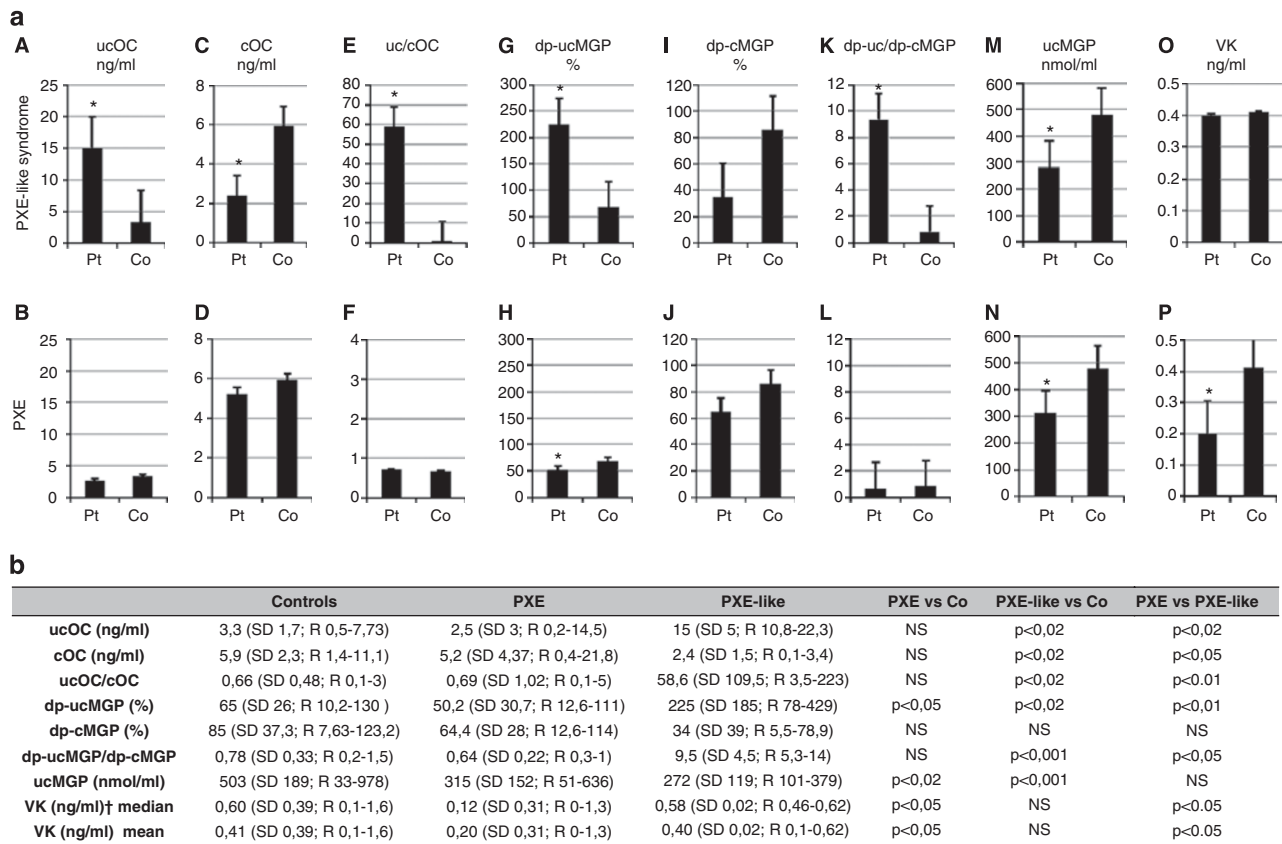 a
A ucOC ng/ml C cOC ng/ml E uc/cOC G dp-ucMGP % I dp-cMGP % K dp-uc/dp-cMGP M ucMGP nmol/ml O VK ng/ml
PXE-like syndrome
25 20 15 10 5 0 * Pt Co
8 6 4 2 0 * Pt Co
80 70 60 50 40 30 20 10 0 * Pt Co
300 250 200 150 100 50 0 * Pt Co
120 100 80 60 40 20 0 Pt Co
12 10 8 6 4 2 0 * Pt Co
600 500 400 300 200 100 0 * Pt Co
0.5 0.4 0.3 0.2 0.1 0 Pt Co
B D F H J L N P
PXE
25 20 15 10 5 0 Pt Co
8 6 4 2 0 Pt Co
4 3 2 1 0 Pt Co
300 250 200 150 100 50 0 * Pt Co
120 100 80 60 40 20 0 Pt Co
12 10 8 6 4 2 0 Pt Co
600 500 400 300 200 100 0 * Pt Co
0.5 0.4 0.3 0.2 0.1 0 * Pt Co
b
Controls PXE PXE-like PXE vs Co PXE-like vs Co PXE vs PXE-like
ucOC (ng/ml) 3,3 (SD 1,7; R 0,5-7,73) 2,5 (SD 3; R 0,2-14,5) 15 (SD 5; R 10,8-22,3) NS p<0,02 p<0,02
cOC (ng/ml) 5,9 (SD 2,3; R 1,4-11,1) 5,2 (SD 4,37; R 0,4-21,8) 2,4 (SD 1,5; R 0,1-3,4) NS p<0,02 p<0,05
ucOC/cOC 0,66 (SD 0,48; R 0,1-3) 0,69 (SD 1,02; R 0,1-5) 58,6 (SD 109,5; R 3,5-223) NS p<0,02 p<0.01
dp-ucMGP (%) 65 (SD 26; R 10,2-130 ) 50,2 (SD 30,7; R 12,6-111) 225 (SD 185; R 78-429) p<0,05 p<0,02 p<0,01
dp-cMGP (%) 85 (SD 37,3; R 7,63-123,2) 64,4 (SD 28; R 12,6-114) 34 (SD 39; R 5,5-78,9) NS NS NS
dp-ucMGP/dp-cMGP 0,78 (SD 0,33; R 0,2-1,5) 0,64 (SD 0,22; R 0,3-1) 9,5 (SD 4,5; R 5,3-14) NS p<0,001 p<0,05
ucMGP (nmol/ml) 503 (SD 189; R 33-978) 315 (SD 152; R 51-636) 272 (SD 119; R 101-379) p<0,02 p<0,001 NS
VK (ng/ml)† median 0,60 (SD 0,39; R 0,1-1,6) 0,12 (SD 0,31; R 0-1,3) 0,58 (SD 0,02; R 0,46-0,62) p<0,05 NS p<0,05
VK (ng/ml) mean 0,41 (SD 0,39; R 0,1-1,6) 0,20 (SD 0,31; R 0-1,3) 0,40 (SD 0,02; R 0,1-0,62) p<0,05 NS p<0.05